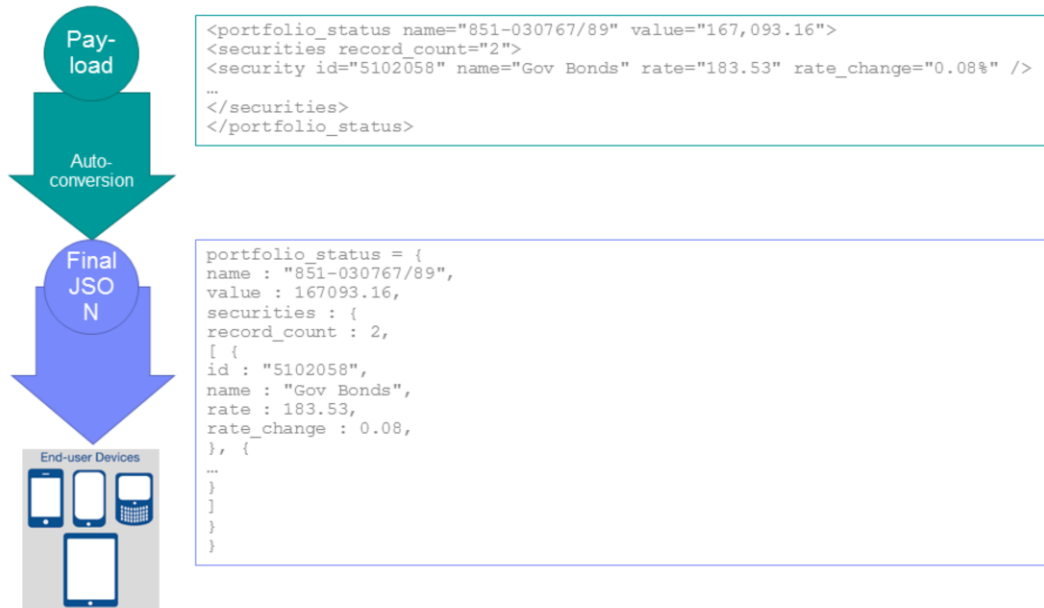 Pay-
load
<portfolio_status name="851-030767/89" value="167,093.16">
<securities record_count="2">
<security id="5102058" name="Gov Bonds" rate="183.53" rate_change="0.08%" />
…
</securities>
</portfolio_status>
Auto-
conversion
Final
JSO
N
portfolio_status = {
name : "851-030767/89",
value : 167093.16,
securities : {
record_count : 2,
[ {
id : "5102058",
name : "Gov Bonds",
rate : 183.53,
rate_change : 0.08,
}, {
…
}
]
}
}
End-user Devices